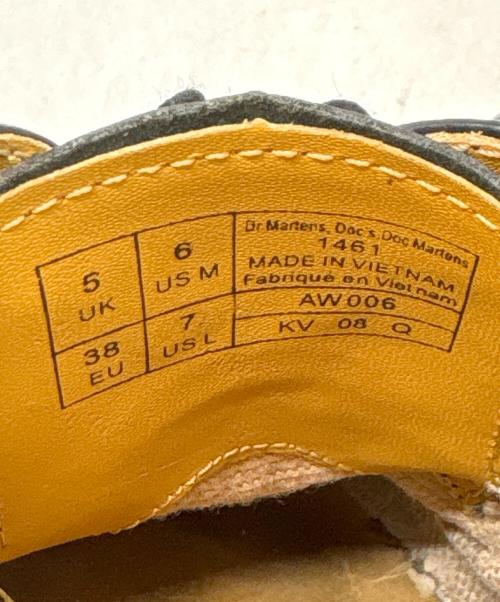 5
UK
6
US M
38
EU
7
US L
Dr Martens, Doc's, Doc Martens
1461
MADE IN VIETNAM
Fabriqué en Vietnam
AW006
KV 08 Q